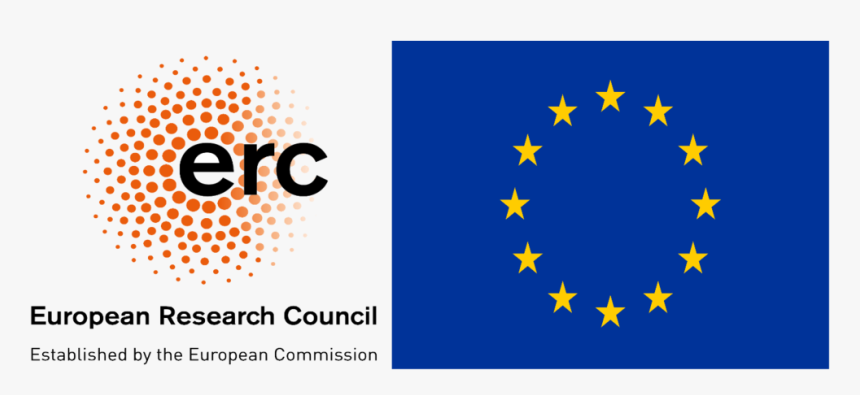 erc
European Research Council
Established by the European Commission